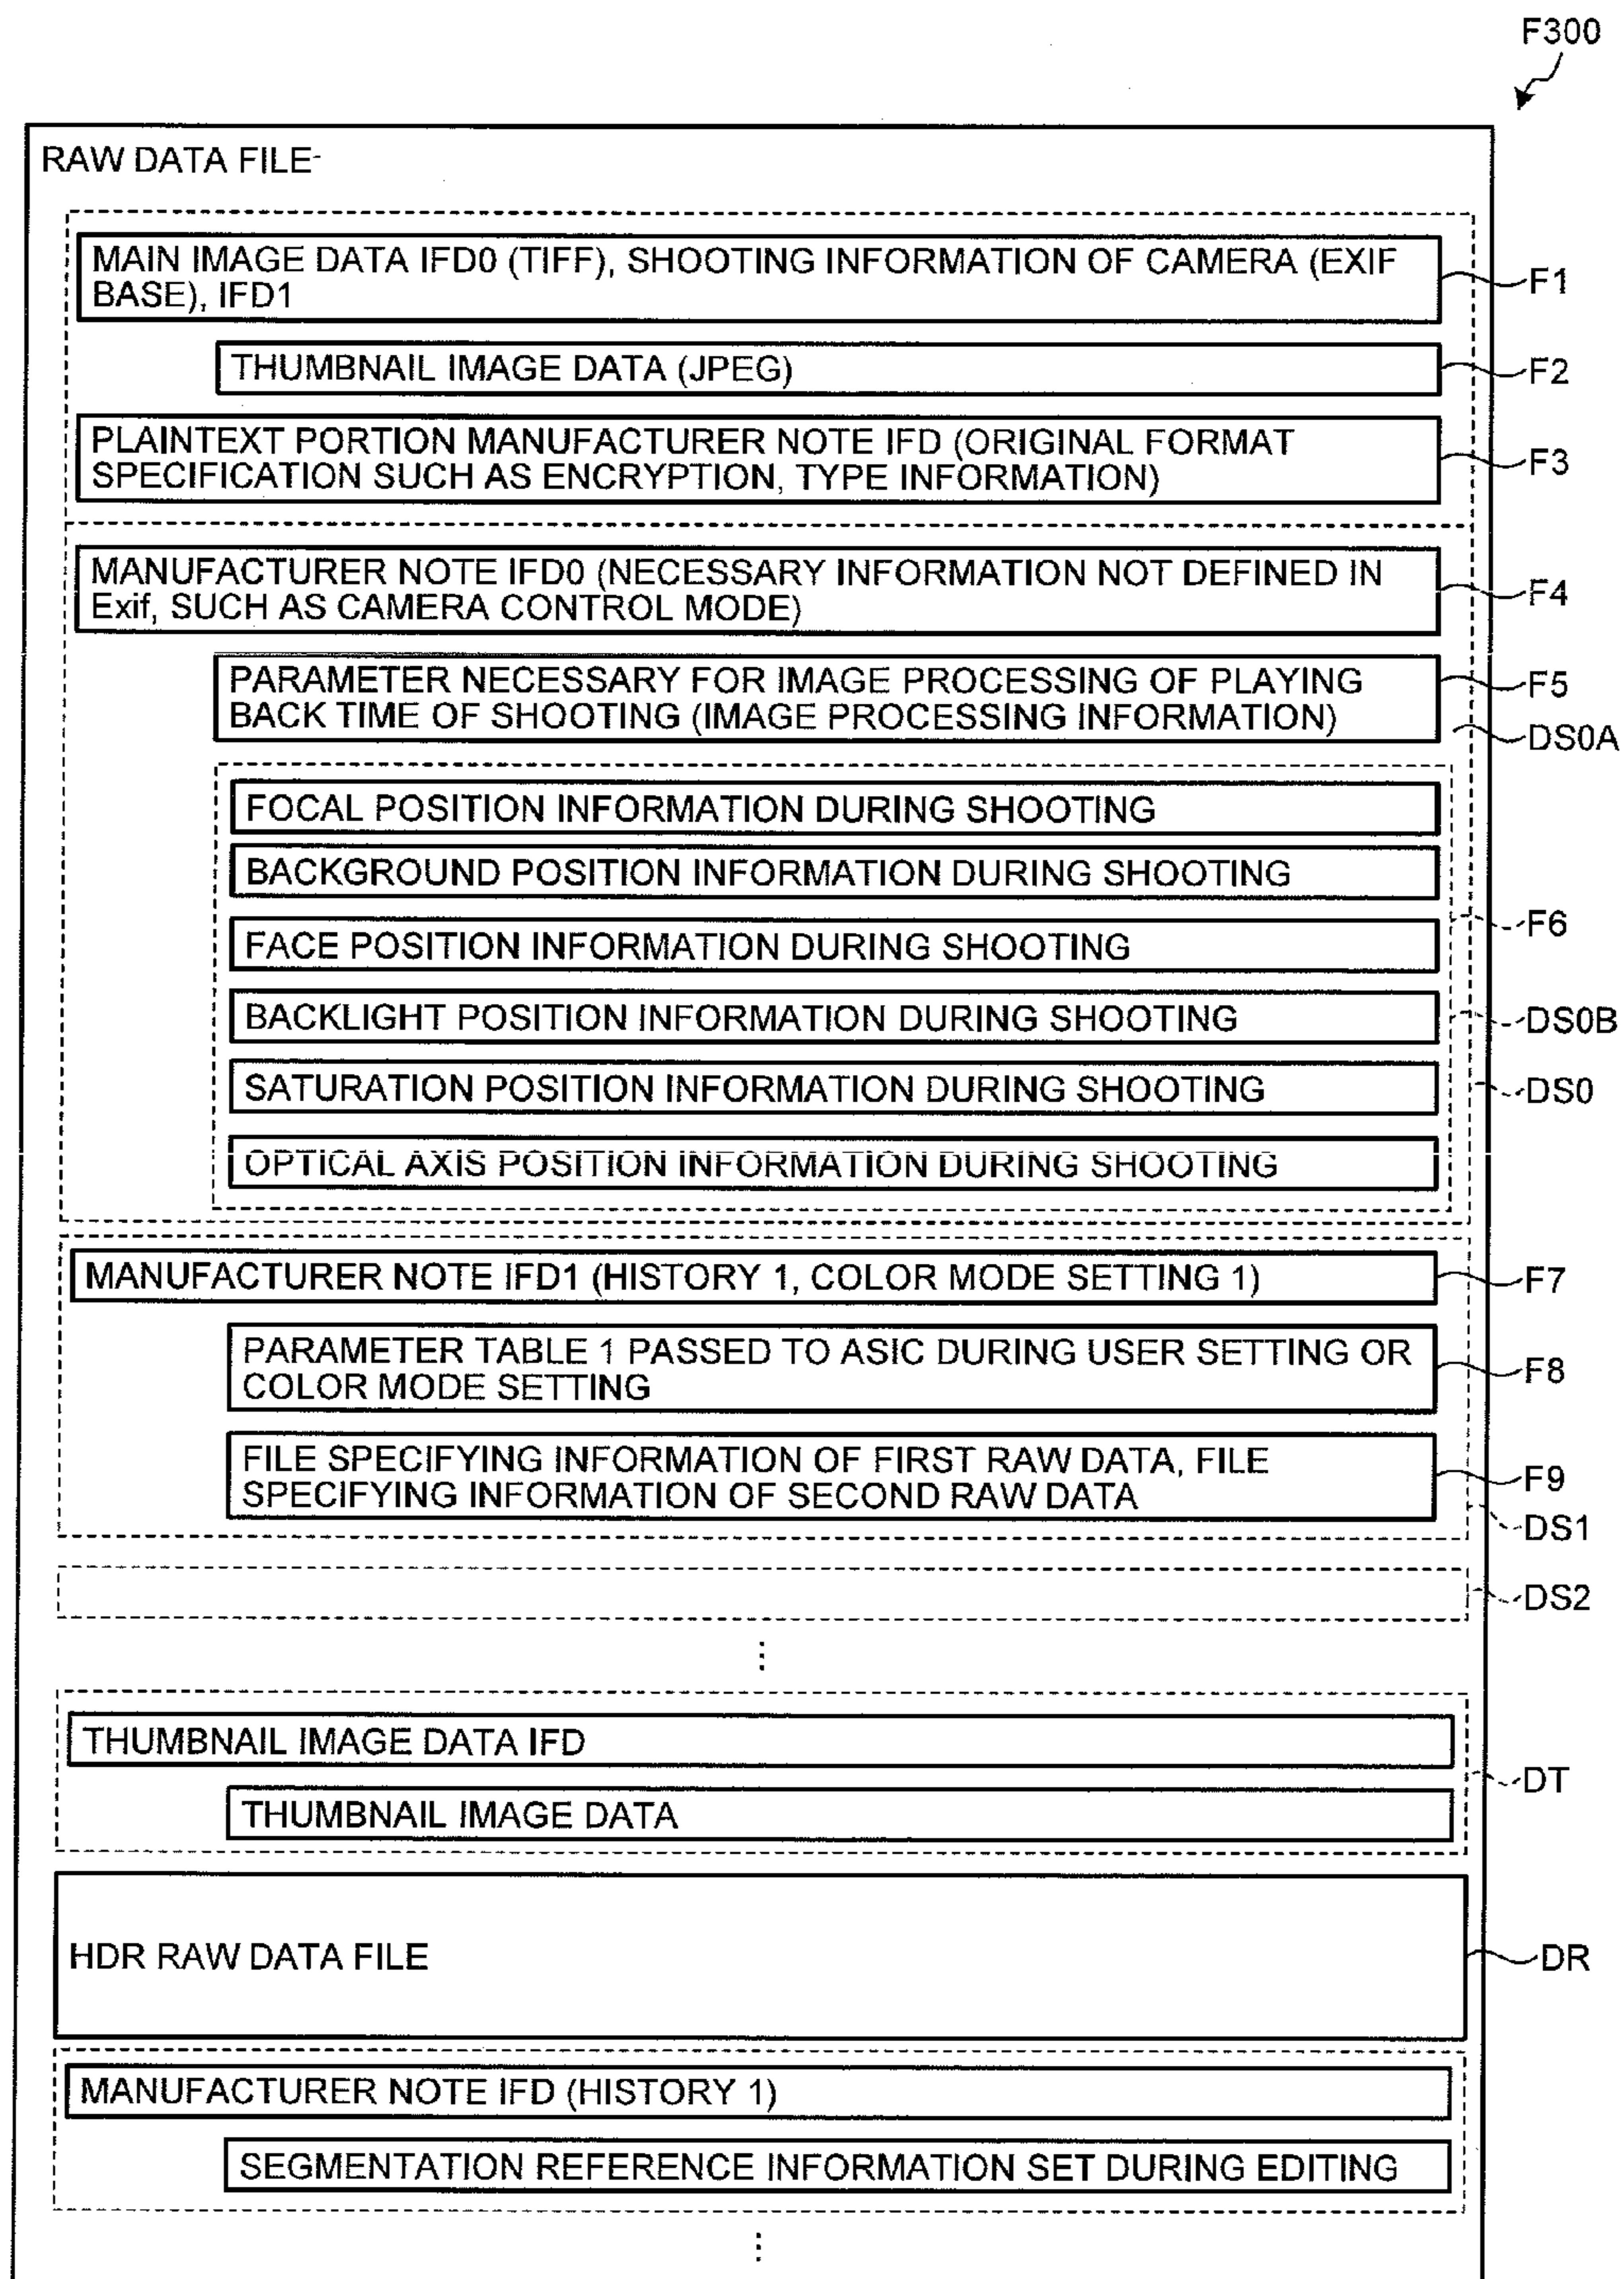 F300
RAW DATA FILE
MAIN IMAGE DATA IFD0 (TIFF), SHOOTING INFORMATION OF CAMERA (EXIF
BASE), IFD1
F1
THUMBNAIL IMAGE DATA (JPEG)
F2
PLAINTEXT PORTION MANUFACTURER NOTE IFD (ORIGINAL FORMAT
SPECIFICATION SUCH AS ENCRYPTION, TYPE INFORMATION)
F3
MANUFACTURER NOTE IFD0 (NECESSARY INFORMATION NOT DEFINED IN
Exif, SUCH AS CAMERA CONTROL MODE)
F4
PARAMETER NECESSARY FOR IMAGE PROCESSING OF PLAYING
BACK TIME OF SHOOTING (IMAGE PROCESSING INFORMATION)
F5
DS0A
FOCAL POSITION INFORMATION DURING SHOOTING
BACKGROUND POSITION INFORMATION DURING SHOOTING
FACE POSITION INFORMATION DURING SHOOTING
F6
BACKLIGHT POSITION INFORMATION DURING SHOOTING
DS0B
SATURATION POSITION INFORMATION DURING SHOOTING
DS0
OPTICAL AXIS POSITION INFORMATION DURING SHOOTING
MANUFACTURER NOTE IFD1 (HISTORY 1, COLOR MODE SETTING 1)
F7
PARAMETER TABLE 1 PASSED TO ASIC DURING USER SETTING OR
COLOR MODE SETTING
F8
FILE SPECIFYING INFORMATION OF FIRST RAW DATA, FILE
SPECIFYING INFORMATION OF SECOND RAW DATA
F9
DS1
DS2
THUMBNAIL IMAGE DATA IFD
THUMBNAIL IMAGE DATA
DT
HDR RAW DATA FILE
DR
MANUFACTURER NOTE IFD (HISTORY 1)
SEGMENTATION REFERENCE INFORMATION SET DURING EDITING